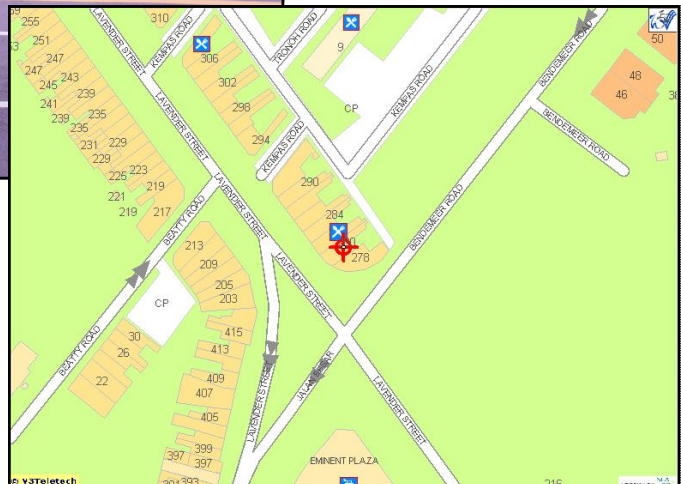 255
251
247
247
243
245
239
241
239
235
235
231
229
229
225
223
219
221
219
217
310
306
302
298
294
290
284
278
9
CP
50
48
46
LAVENDER STREET
KEMPAS ROAD
TRONOH ROAD
KEMPAS ROAD
BENDEMEER ROAD
BENDEMEER ROAD
LAVENDER STREET
KEMPAS ROAD
LAVENDER STREET
BEATTY ROAD
BENDEMEER ROAD
213
209
205
203
LAVENDER STREET
CP
BEATTY ROAD
30
26
22
415
413
409
407
405
399
397
397
393
LAVENDER STREET
LAVENDER STREET
EMINENT PLAZA
216
© V3Teletech